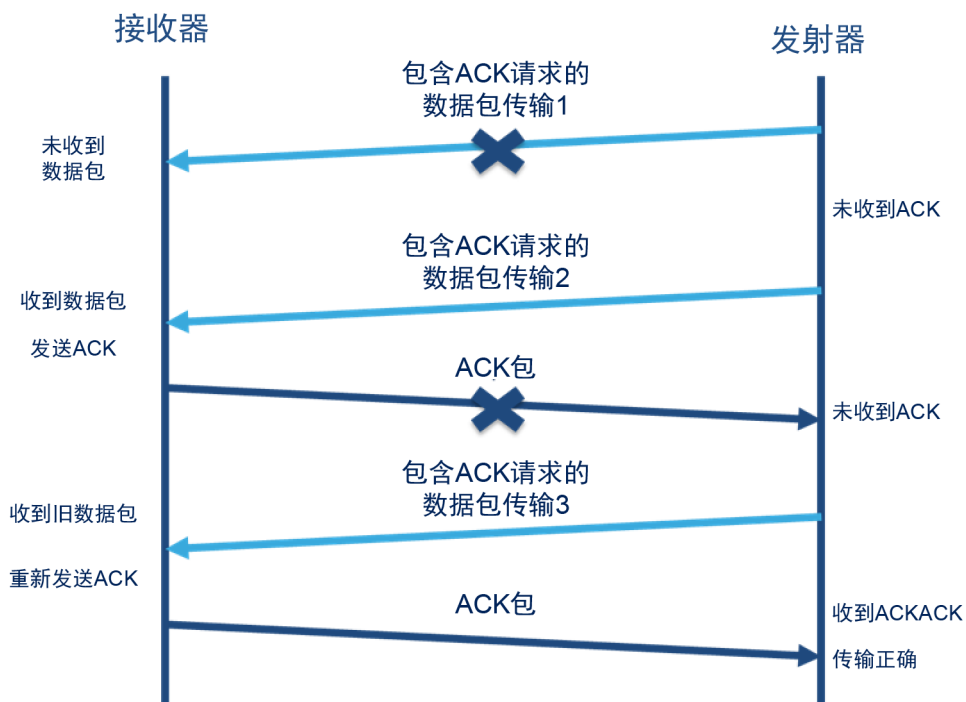 接收器
发射器
包含ACK请求的
数据包传输1
未收到
数据包
未收到ACK
包含ACK请求的
数据包传输2
收到数据包
发送ACK
ACK包
未收到ACK
包含ACK请求的
数据包传输3
收到旧数据包
重新发送ACK
ACK包
收到ACKACK
传输正确